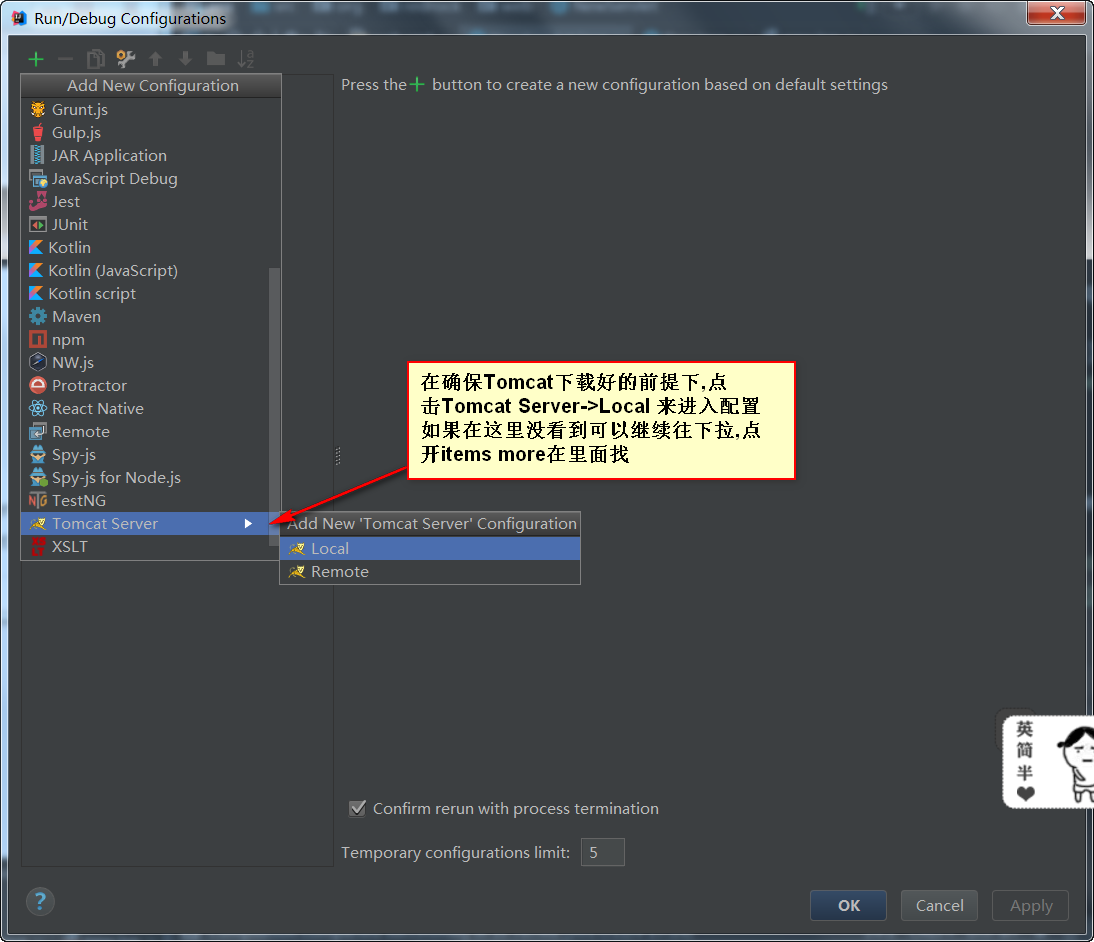 Run/Debug Configurations
Add New Configuration
Press the + button to create a new configuration based on default settings
Grunt.js
Gulp.js
JAR Application
JavaScript Debug
Jest
JUnit
Kotlin
Kotlin (JavaScript)
Kotlin script
Maven
npm
NW.js
Protractor
React Native
Remote
Spy-js
Spy-js for Node.js
TestNG
Tomcat Server
XSLT
在确保Tomcat下载好的前提下,点
击Tomcat Server->Local 来进入配置
如果在这里没看到可以继续往下拉,点
开items more在里面找
Add New 'Tomcat Server' Configuration
Local
Remote
英
简
半
Confirm rerun with process termination
Temporary configurations limit: 5
?
OK
Cancel
Apply